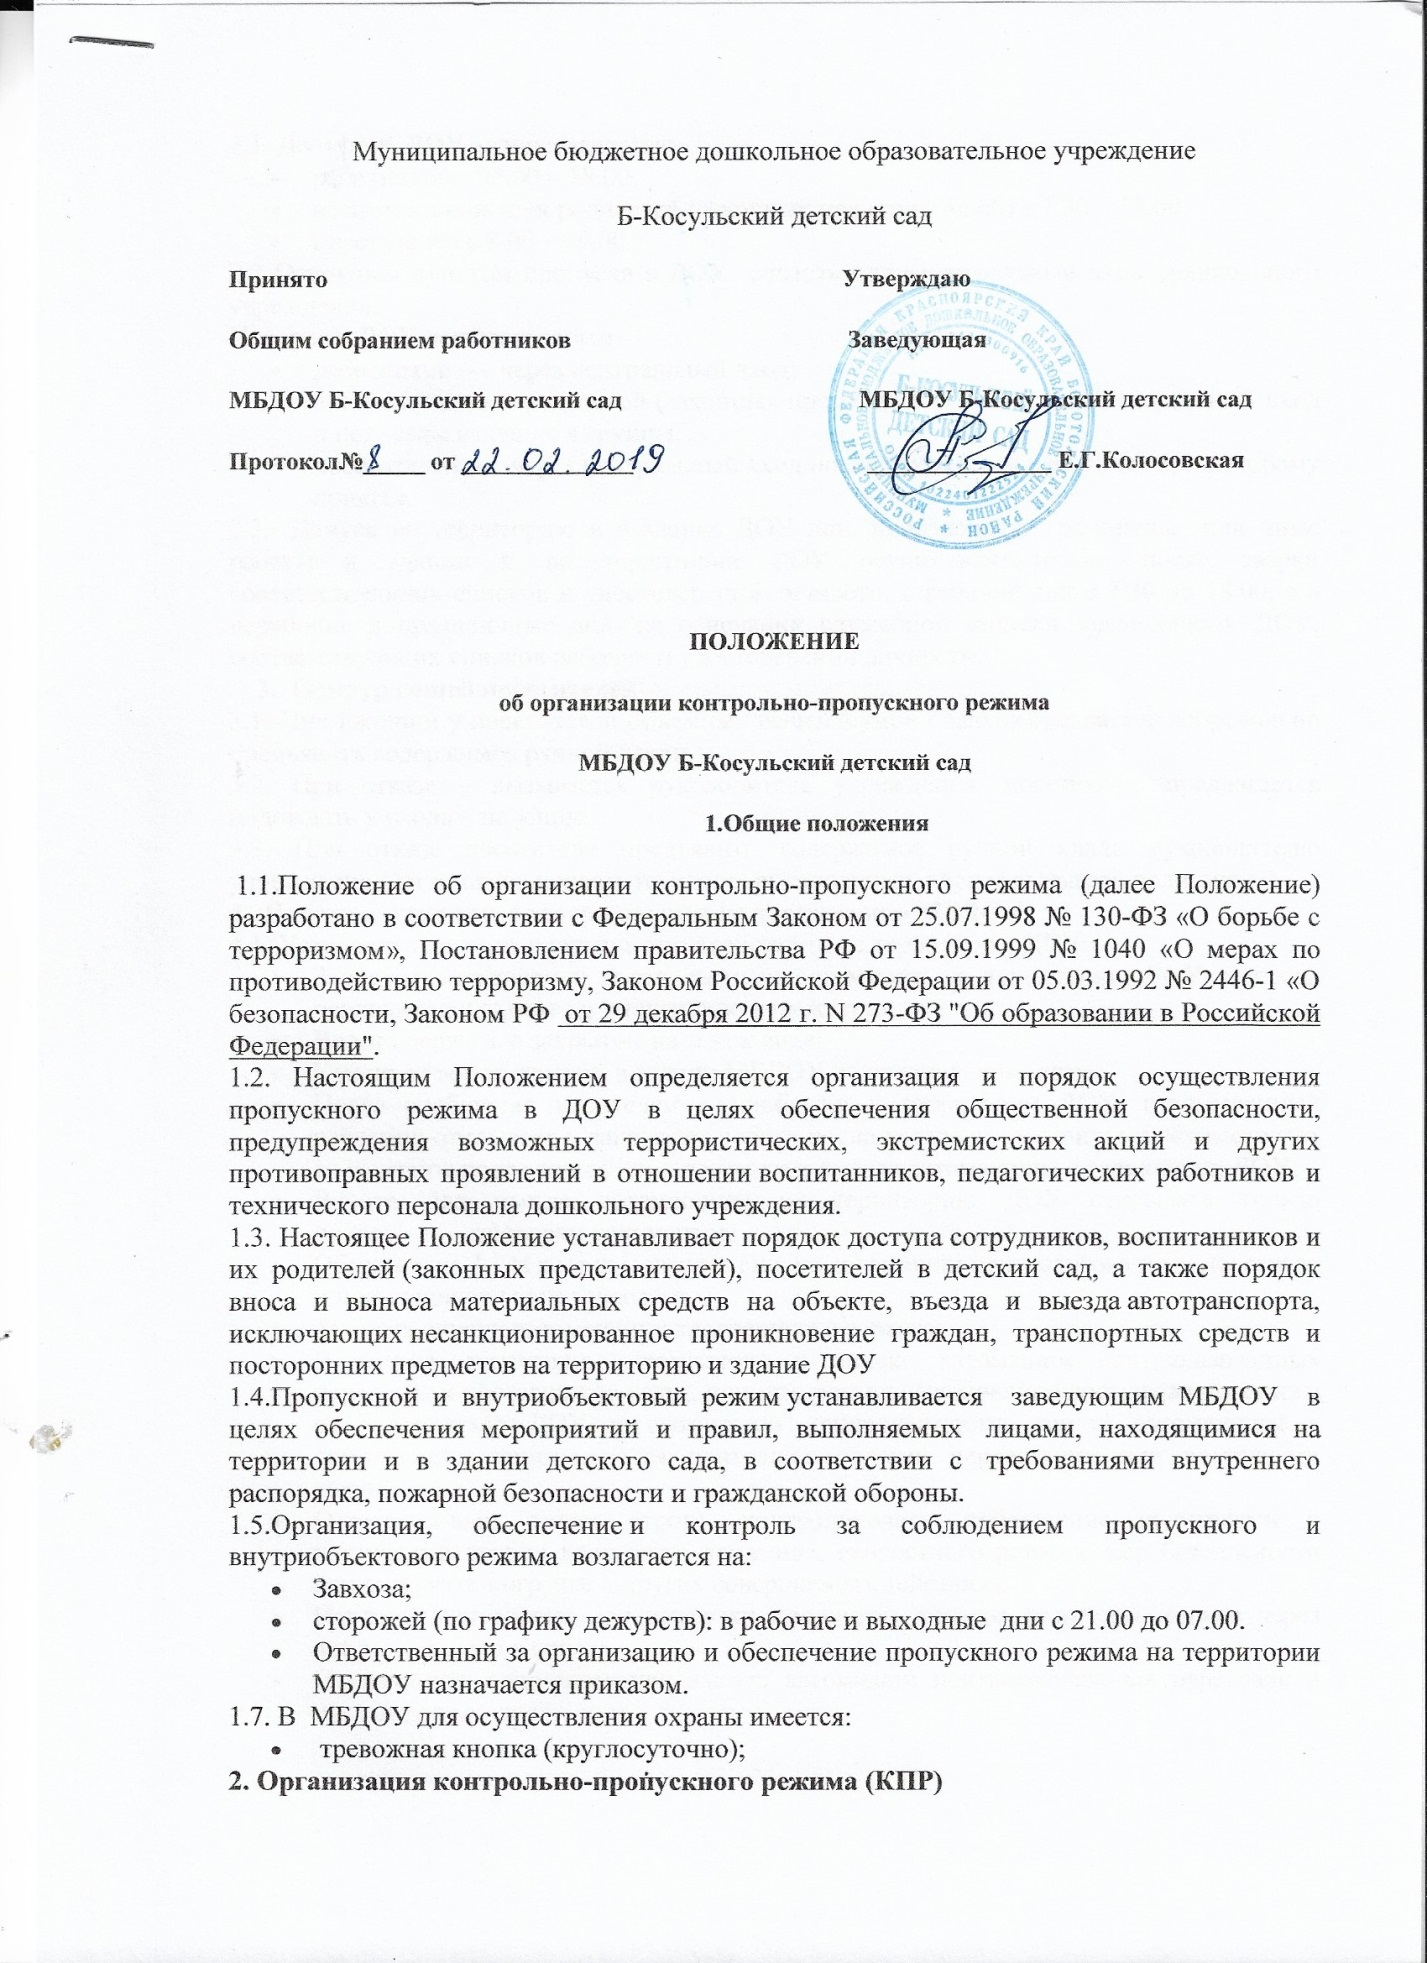 Муниципальное бюджетное дошкольное образовательное учреждение
Б-Косульский детский сад
Принято Утверждаю
Общим собранием работников Заведующая
МБДОУ Б-Косульский детский сад МБДОУ Б-Косульский детский сад
Протокол№ 8 от 22.02.2019 Е.Г.Колосовская
Б-КОСУЛЬСКИЙ
ДЕТСКИЙ САД
ПОЛОЖЕНИЕ
об организации контрольно-пропускного режима
МБДОУ Б-Косульский детский сад
1.Общие положения
1.1.Положение об организации контрольно-пропускного режима (далее Положение)
разработано в соответствии с Федеральным Законом от 25.07.1998 № 130-ФЗ «О борьбе с
терроризмом», Постановлением правительства РФ от 15.09.1999 № 1040 «О мерах по
противодействию терроризму, Законом Российской Федерации от 05.03.1992 № 2446-1 «О
безопасности, Законом РФ от 29 декабря 2012 г. N 273-ФЗ "Об образовании в Российской
Федерации".
1.2. Настоящим Положением определяется организация и порядок осуществления
пропускного режима в ДОУ в целях обеспечения общественной безопасности,
предупреждения возможных террористических, экстремистских акций и других
противоправных проявлений в отношении воспитанников, педагогических работников и
технического персонала дошкольного учреждения.
1.3. Настоящее Положение устанавливает порядок доступа сотрудников, воспитанников и
их родителей (законных представителей), посетителей в детский сад, а также порядок
вноса и выноса материальных средств на объекте, въезда и выезда автотранспорта,
исключающих несанкционированное проникновение граждан, транспортных средств и
посторонних предметов на территорию и здание ДОУ
1.4.Пропускной и внутриобъектовый режим устанавливается заведующим МБДОУ в
целях обеспечения мероприятий и правил, выполняемых лицами, находящимися на
территории и в здании детского сада, в соответствии с требованиями внутреннего
распорядка, пожарной безопасности и гражданской обороны.
1.5.Организация, обеспечение и контроль за соблюдением пропускного и
внутриобъектового режима возлагается на:
• Завхоза;
• сторожей (по графику дежурств): в рабочие и выходные дни с 21.00 до 07.00.
• Ответственный за организацию и обеспечение пропускного режима на территории
МБДОУ назначается приказом.
1.7. В МБДОУ для осуществления охраны имеется:
• тревожная кнопка (круглосуточно);
2. Организация контрольно-пропускного режима (КПР)